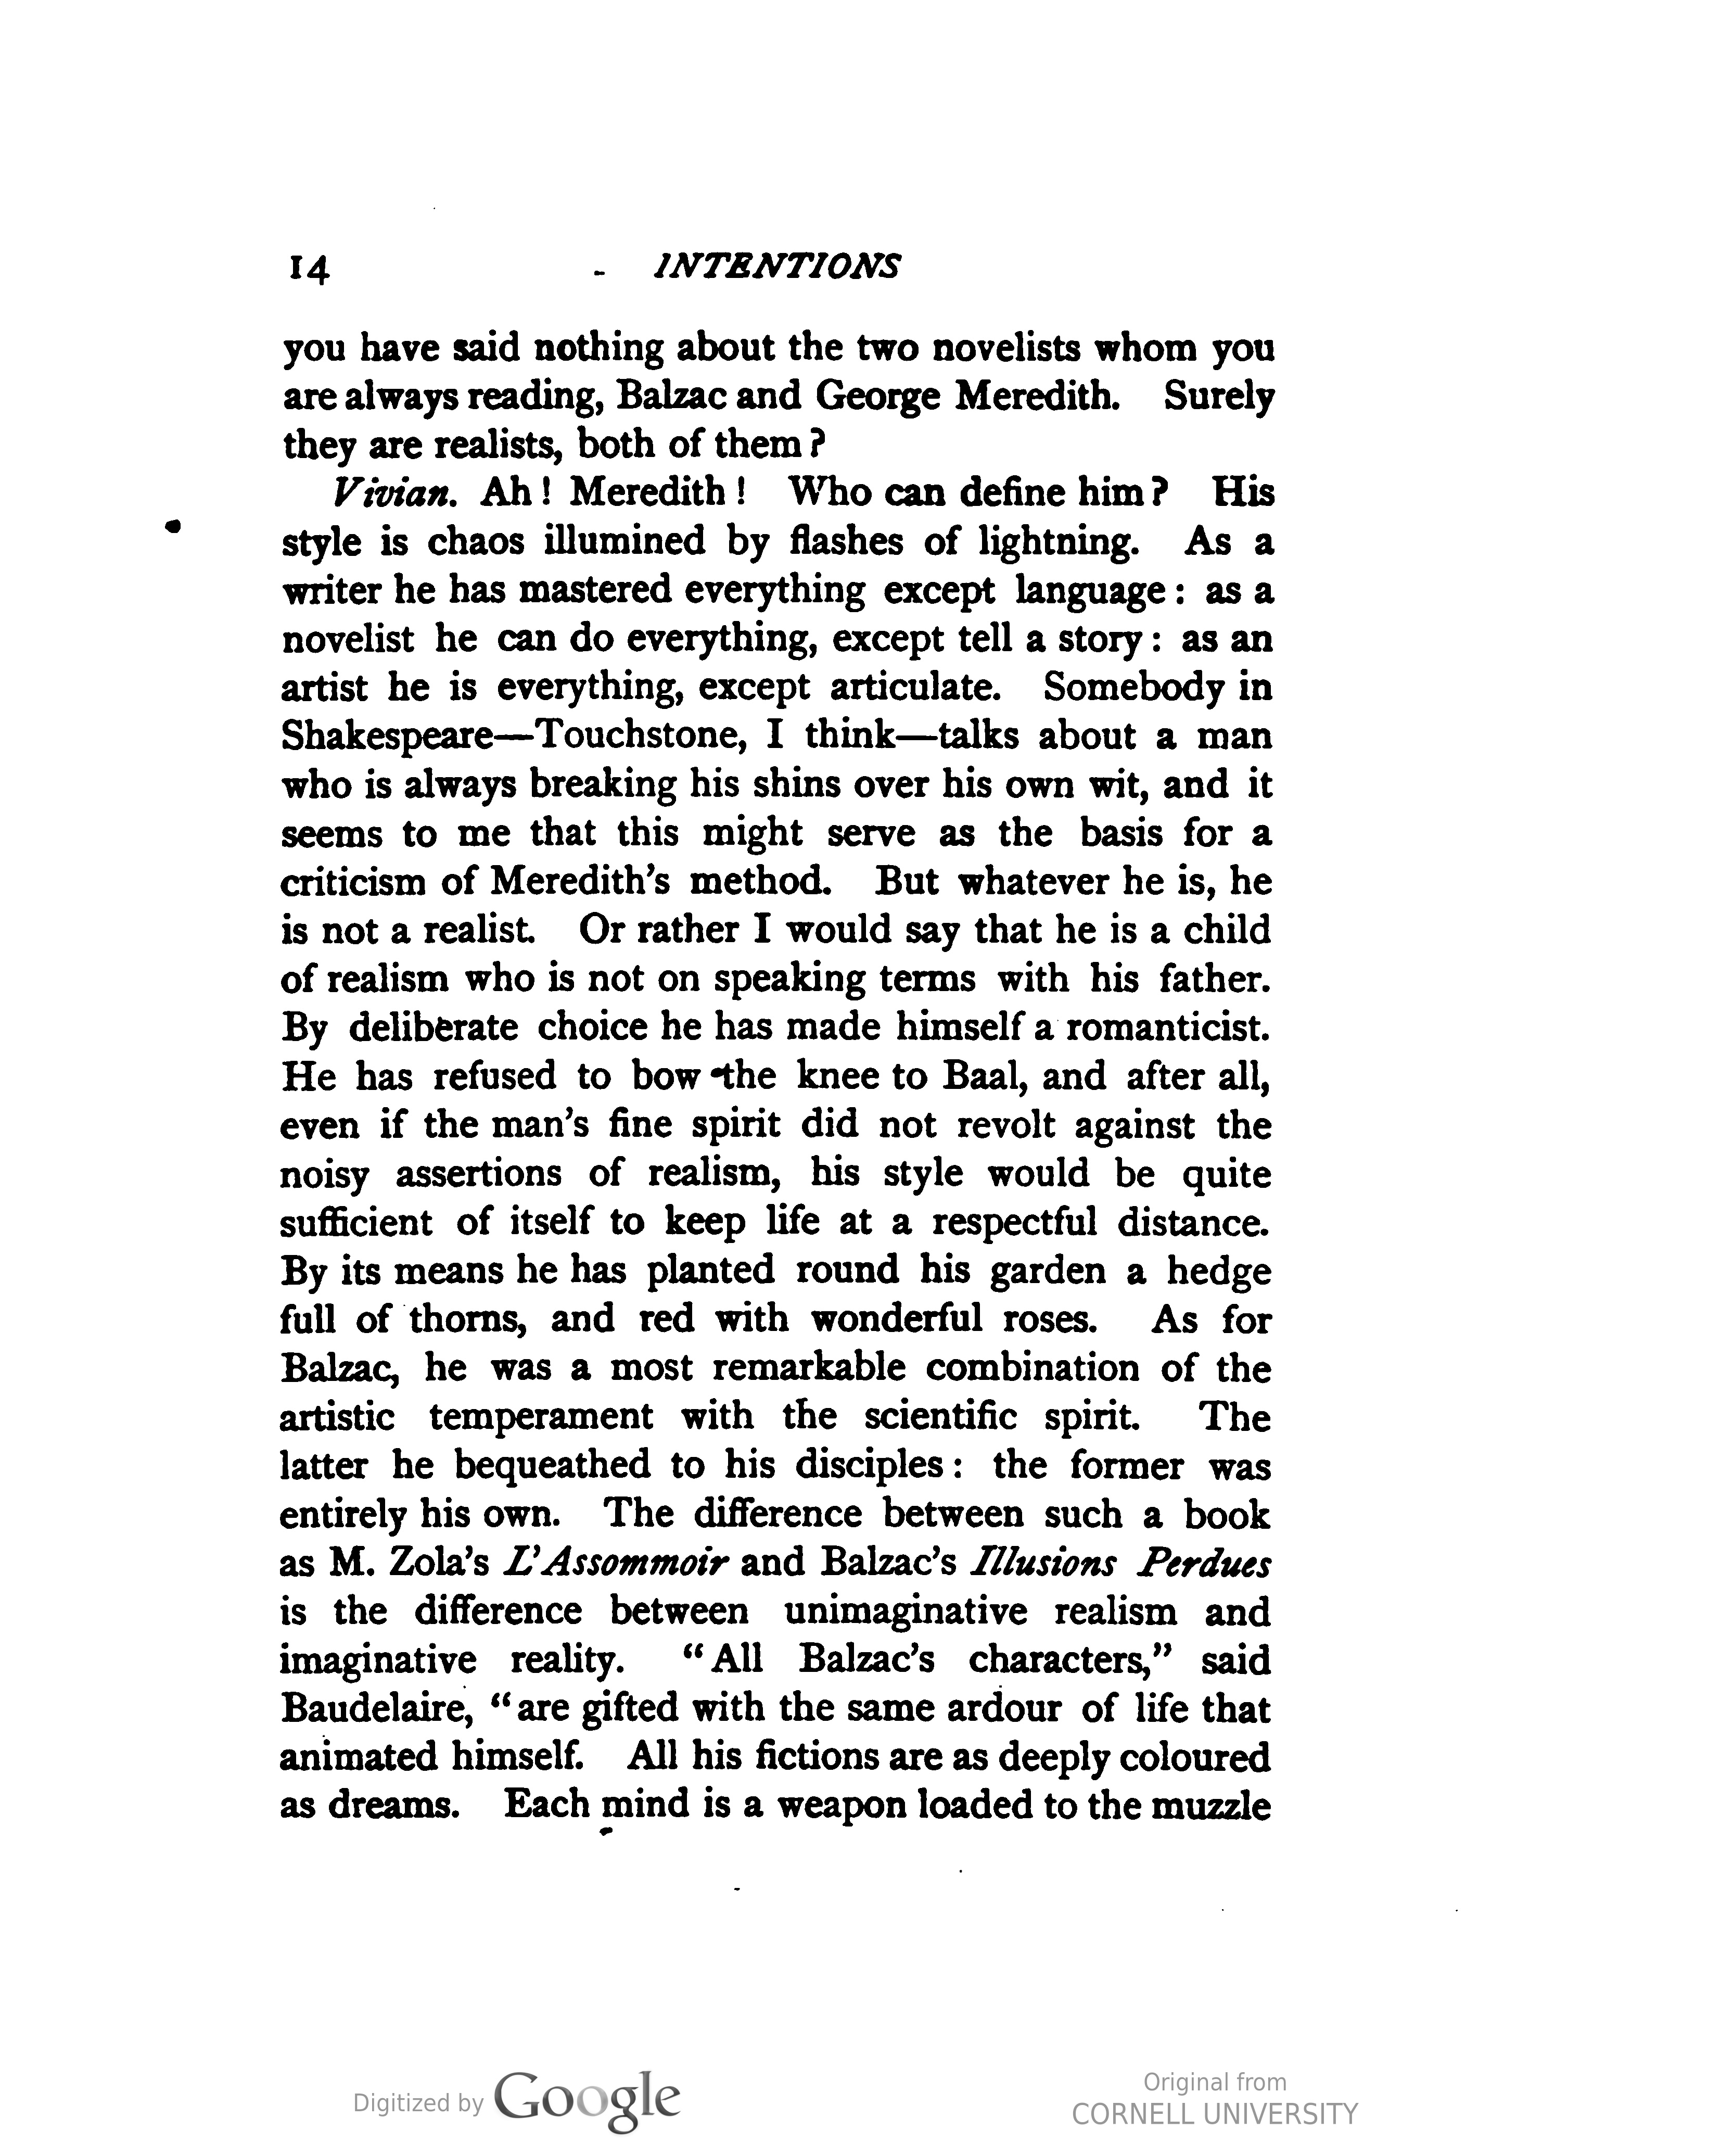 14 INTENTIONS
you have said nothing about the two novelists whom you
are always reading, Balzac and George Meredith. Surely
they are realists, both of them?
Vivian. Ah! Meredith! Who can define him? His
style is chaos illumined by flashes of lightning. As a
writer he has mastered everything except language: as a
novelist he can do everything, except tell a story: as an
artist he is everything, except articulate. Somebody in
Shakespeare—Touchstone, I think—talks about a man
who is always breaking his shins over his own wit, and it
seems to me that this might serve as the basis for a
criticism of Meredith's method. But whatever he is, he
is not a realist. Or rather I would say that he is a child
of realism who is not on speaking terms with his father.
By deliberate choice he has made himself a romanticist.
He has refused to bow the knee to Baal, and after all,
even if the man's fine spirit did not revolt against the
noisy assertions of realism, his style would be quite
sufficient of itself to keep life at a respectful distance.
By its means he has planted round his garden a hedge
full of thorns, and red with wonderful roses. As for
Balzac, he was a most remarkable combination of the
artistic temperament with the scientific spirit. The
latter he bequeathed to his disciples: the former was
entirely his own. The difference between such a book
as M. Zola's L'Assommoir and Balzac's Illusions Perdues
is the difference between unimaginative realism and
imaginative reality. "All Balzac's characters," said
Baudelaire, "are gifted with the same ardour of life that
animated himself. All his fictions are as deeply coloured
as dreams. Each mind is a weapon loaded to the muzzle
Digitized by Google
Original from
CORNELL UNIVERSITY